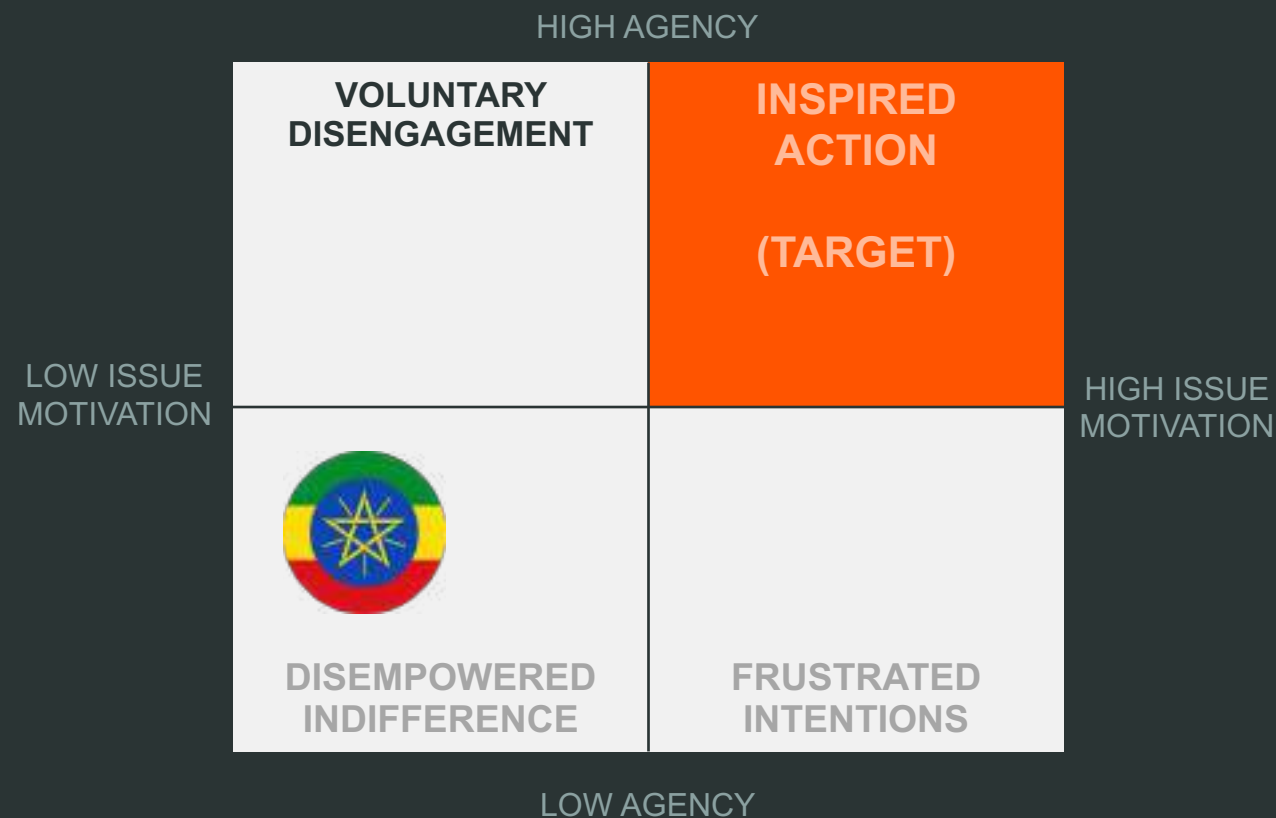 HIGH AGENCY
VOLUNTARY
DISENGAGEMENT
INSPIRED
ACTION
(TARGET)
LOW ISSUE
MOTIVATION
HIGH ISSUE
MOTIVATION
DISEMPOWERED
INDIFFERENCE
FRUSTRATED
INTENTIONS
LOW AGENCY